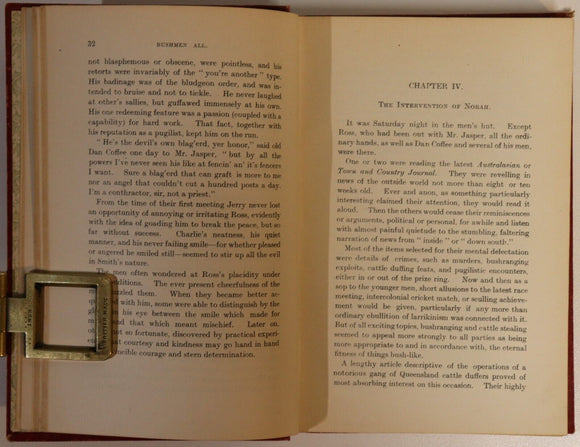 32 BUSHMEN ALL.
not blasphemous or obscene, were pointless, and his
retorts were invariably of the "you're another" type.
His badinage was of the bludgeon order, and was in-
tended to bruise and not to tickle. He never laughed
at other's sallies, but guffawed immensely at his own.
His one redeeming feature was a passion (coupled with a
capability) for hard work. That fact, together with
his reputation as a pugilist, kept him on the run.
"He's the devil's own blag'erd, yer honor," said old
Dan Coffee one day to Mr. Jasper, "but by all the
powers I've never seen his like at fencin' an' it's fencers
I want. Sure a blag'erd that can graft is more to me
nor an angel that couldn't cut a hundred posts a day.
I'm a conthractor, sir, not a priest."
From the time of their first meeting Jerry never lost
an opportunity of annoying or irritating Ross, evidently
with the idea of goading him to break the peace, but so
far without success. Charlie's neatness, his quiet
manner, and his never failing smile—for whether pleased
or angered he smiled still—seemed to stir up all the evil
in Smith's nature.
The men often wondered at Ross's placidity under
ditions. The ever present cheerfulness of the
uzzled them. When they became better ac-
quainted with him, some were able to distinguish by the
gl in his eye between the smile which made for
m and that which meant mischief. Later on,
not so fortunate, discovered by practical experi-
e at courtesy and kindness may go hand in hand
ncible courage and stern determination.
CHAPTER IV.
THE INTERVENTION OF NORAH.
It was Saturday night in the men's hut. Except
Ross, who had been out with Mr. Jasper, all the ordi-
nary hands, as well as Dan Coffee and several of his men,
were there.
One or two were reading the latest Australasian or
Town and Country Journal. They were revelling in
news of the outside world not more than eight or ten
weeks old. Ever and anon, as something particularly
interesting claimed their attention, they would read it
aloud. Then the others would cease their reminiscences
or arguments, political or personal, for awhile and listen
with almost painful quietude to the stumbling, faltering
narration of news from "inside" or "down south."
Most of the items selected for their mental delectation
were details of crimes, such as murders, bushranging
exploits, cattle duffing feats, and pugilistic encounters,
either in or out of the prize ring. Now and then as a
sop to the younger men, short allusions to the latest race
meeting, intercolonial cricket match, or sculling achieve-
ment would be given, particularly if any more than
ordinary ebullition of larrikinism was connected with it.
But of all exciting topics, bushranging and cattle stealing
seemed to appeal more strongly to all parties as being
more appropriate to and in accordance with, the eternal
fitness of things bush-like.
A lengthy article descriptive of the operations of a
notorious gang of Queensland cattle duffers proved of
most absorbing interest on this occasion. Their highly